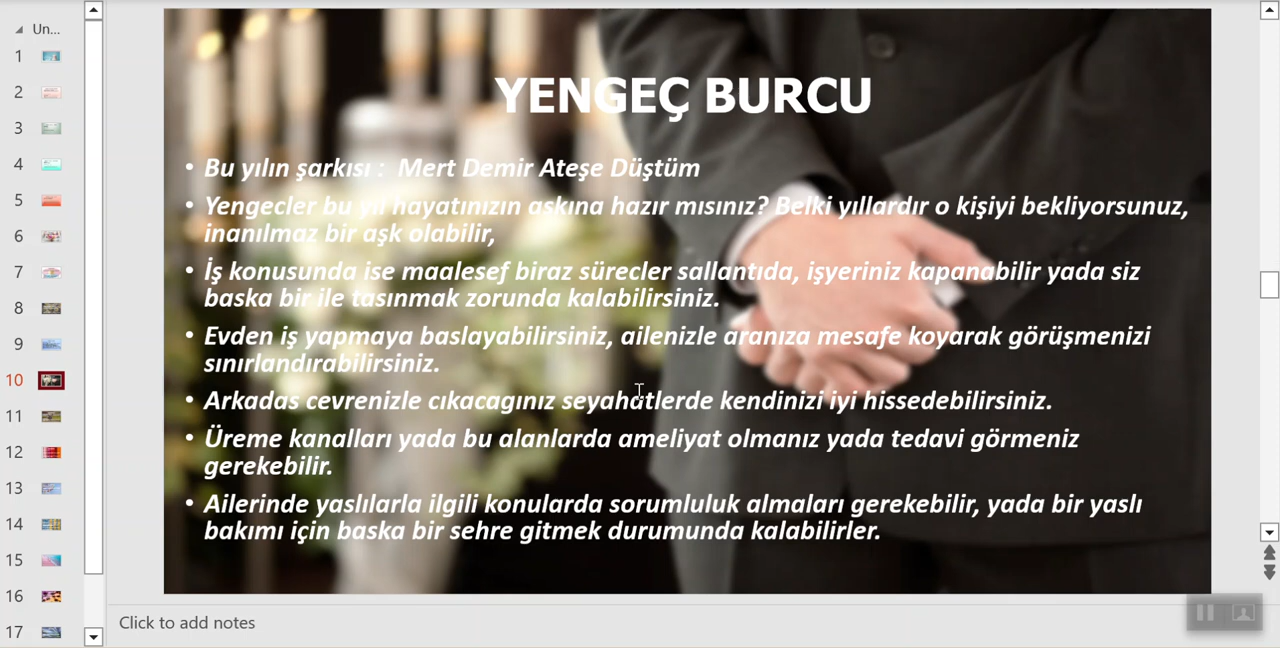 Un...
1
2
3
4
5
6
7
8
9
10
11
12
13
14
15
16
17
YENGEÇ BURCU
• Bu yılın şarkısı : Mert Demir Ateşe Düştüm
• Yengecler bu yıl hayatınızın aşkına hazır mısınız? Belki yıllardır o kişiyi bekliyorsunuz,
inanılmaz bir aşk olabilir,
• İş konusunda ise maalesef biraz sürecler sallantıda, işyeriniz kapanabilir yada siz
baska bir ile tasınmak zorunda kalabilirsiniz.
• Evden iş yapmaya baslayabilirsiniz, ailenizle aranıza mesafe koyarak görüşmenizi
sınırlandırabilirsiniz.
• Arkadas cevrenizle cıkacagınız seyahatlerde kendinizi iyi hissedebilirsiniz.
• Üreme kanalları yada bu alanlarda ameliyat olmanız yada tedavi görmeniz
gerekebilir.
• Ailerinde yaslılarla ilgili konularda sorumluluk almaları gerekebilir, yada bir yaslı
bakımı için baska bir sehre gitmek durumunda kalabilirler.
Click to add notes